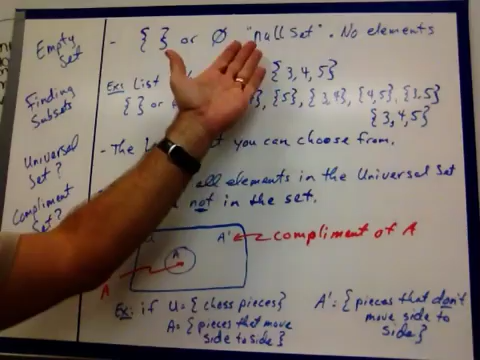 Empty Set
- { } or Ø "null set". No elements
Finding Subsets
Ex: List {3,4,5}
{ } or {5}, {3,4}, {4,5}, {3,5}
{3,4,5}
Universal Set?
- The you can choose from.
Compliment Set?
all elements in the Universal Set
not in the set.
A
A'
compliment of A
A
Ex: if U = {chess pieces}
A = {pieces that move side to side}
A' = {pieces that don't move side to side}